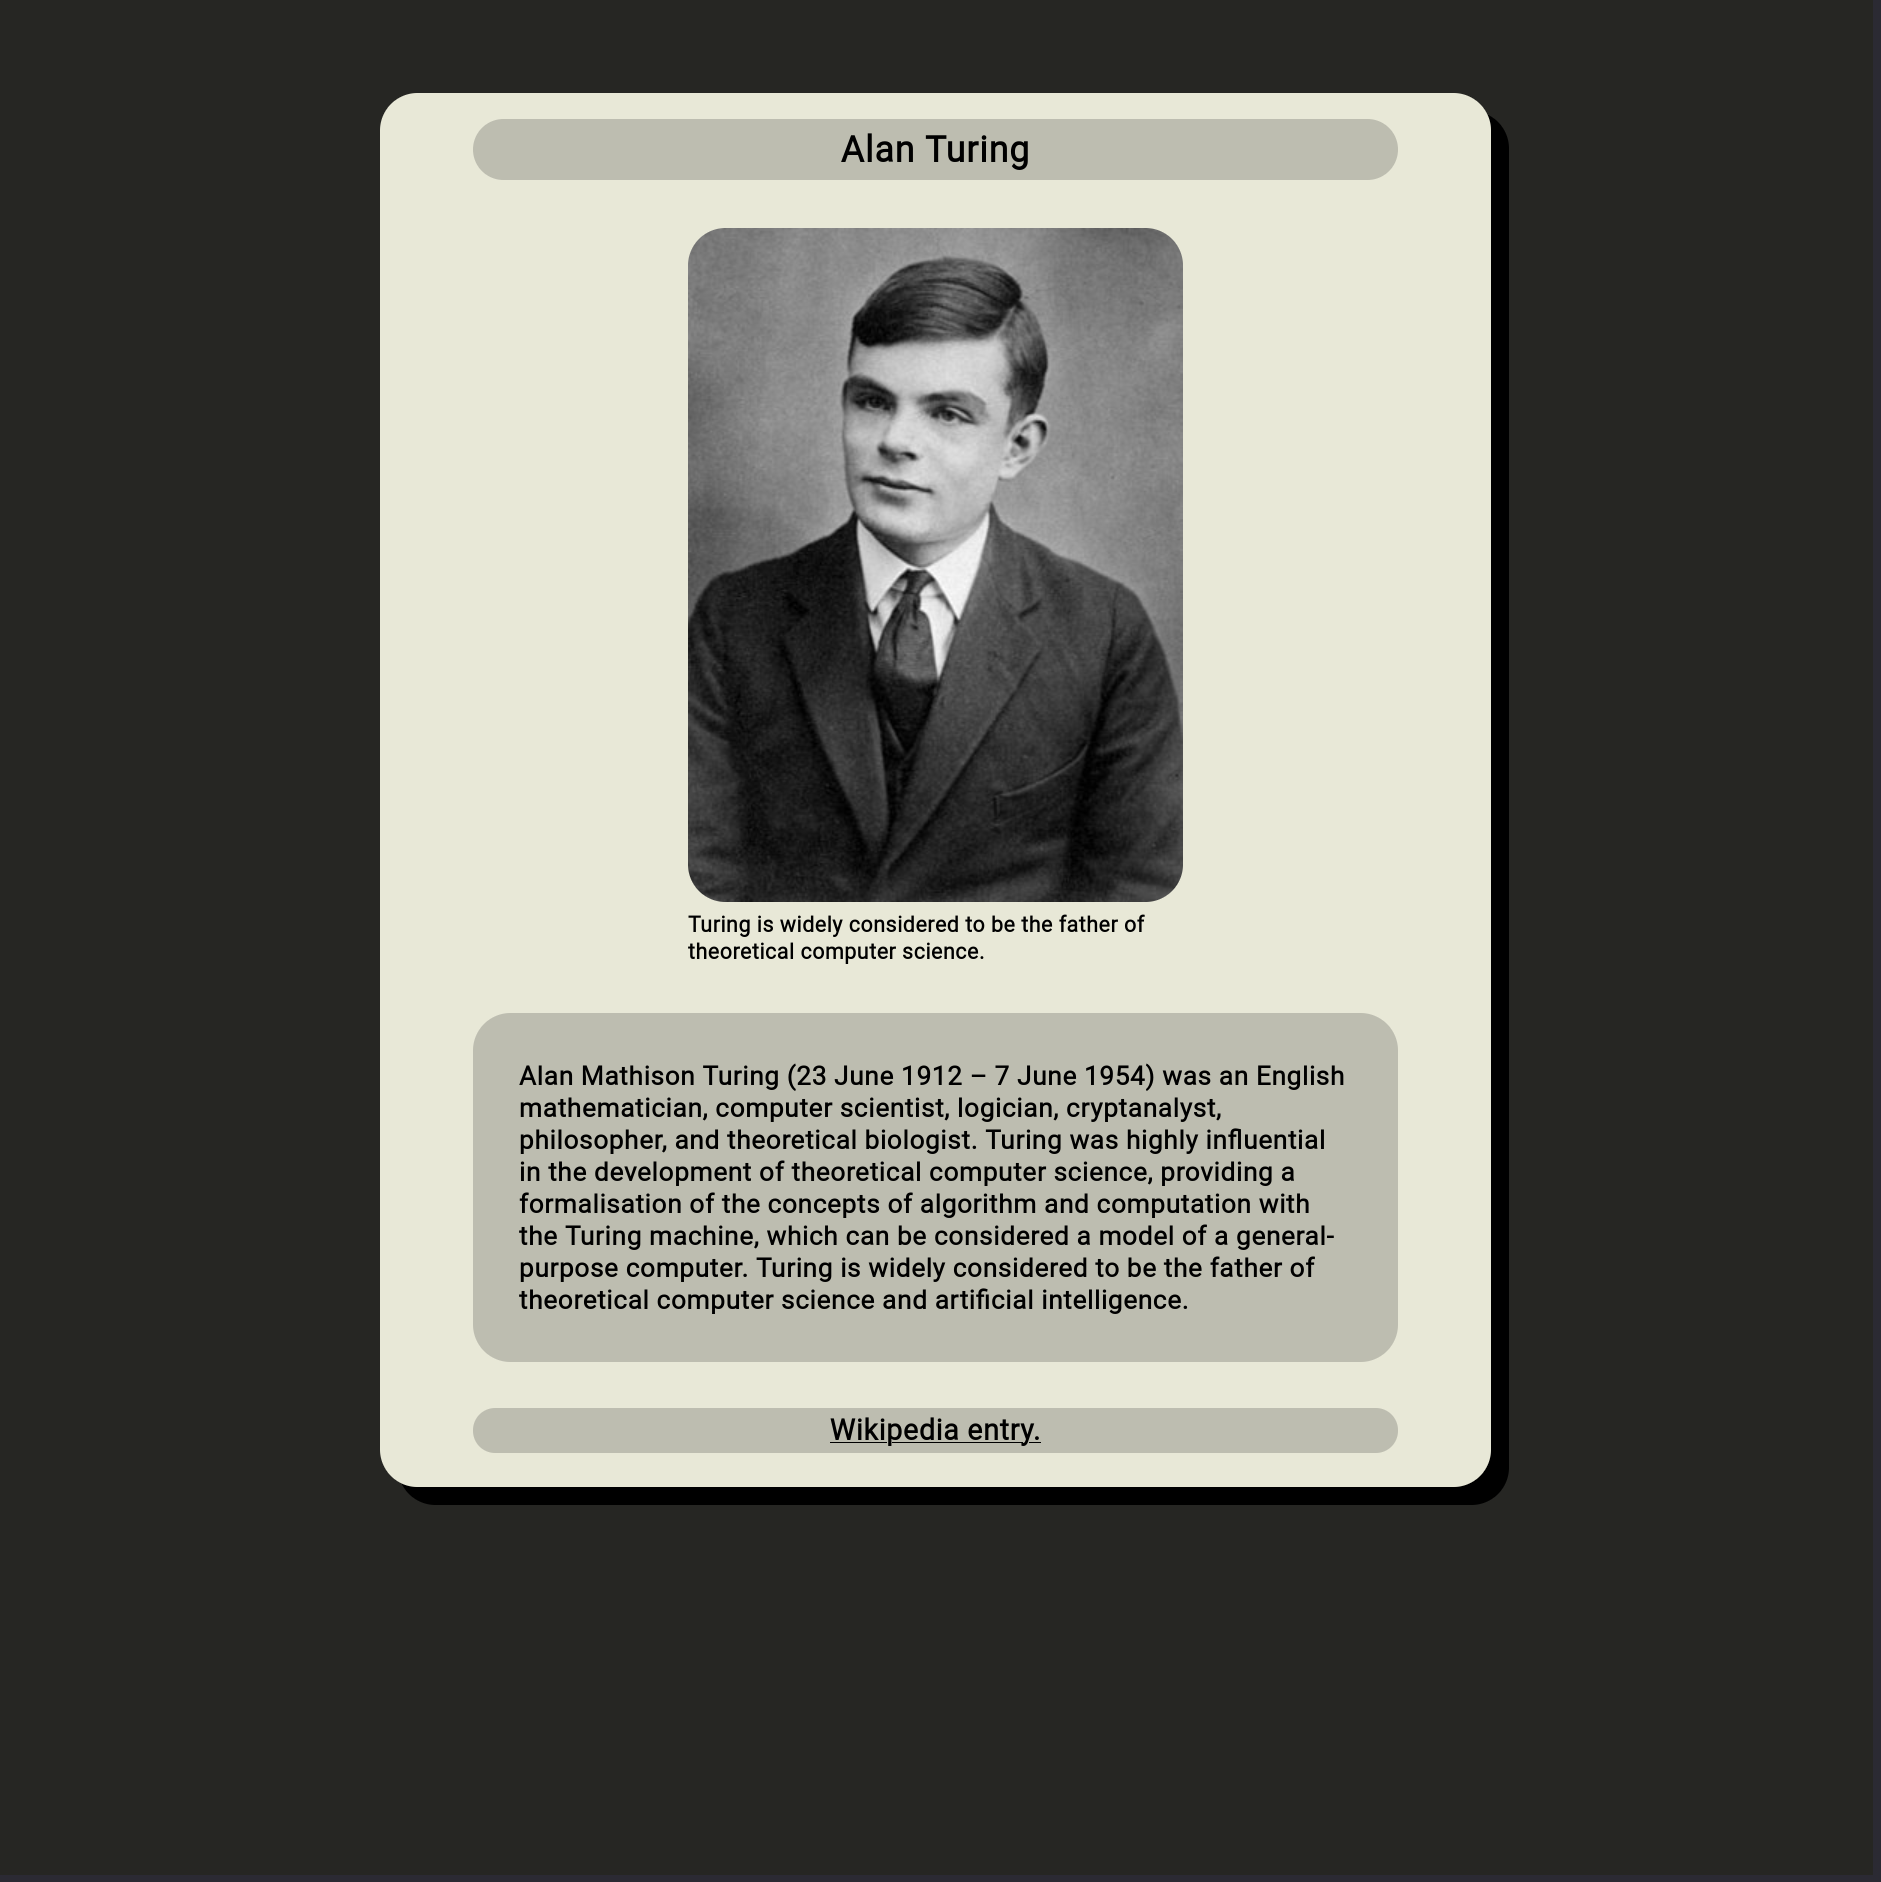 Alan Turing
Turing is widely considered to be the father of
theoretical computer science.
Alan Mathison Turing (23 June 1912 – 7 June 1954) was an English
mathematician, computer scientist, logician, cryptanalyst,
philosopher, and theoretical biologist. Turing was highly influential
in the development of theoretical computer science, providing a
formalisation of the concepts of algorithm and computation with
the Turing machine, which can be considered a model of a general-
purpose computer. Turing is widely considered to be the father of
theoretical computer science and artificial intelligence.
Wikipedia entry.